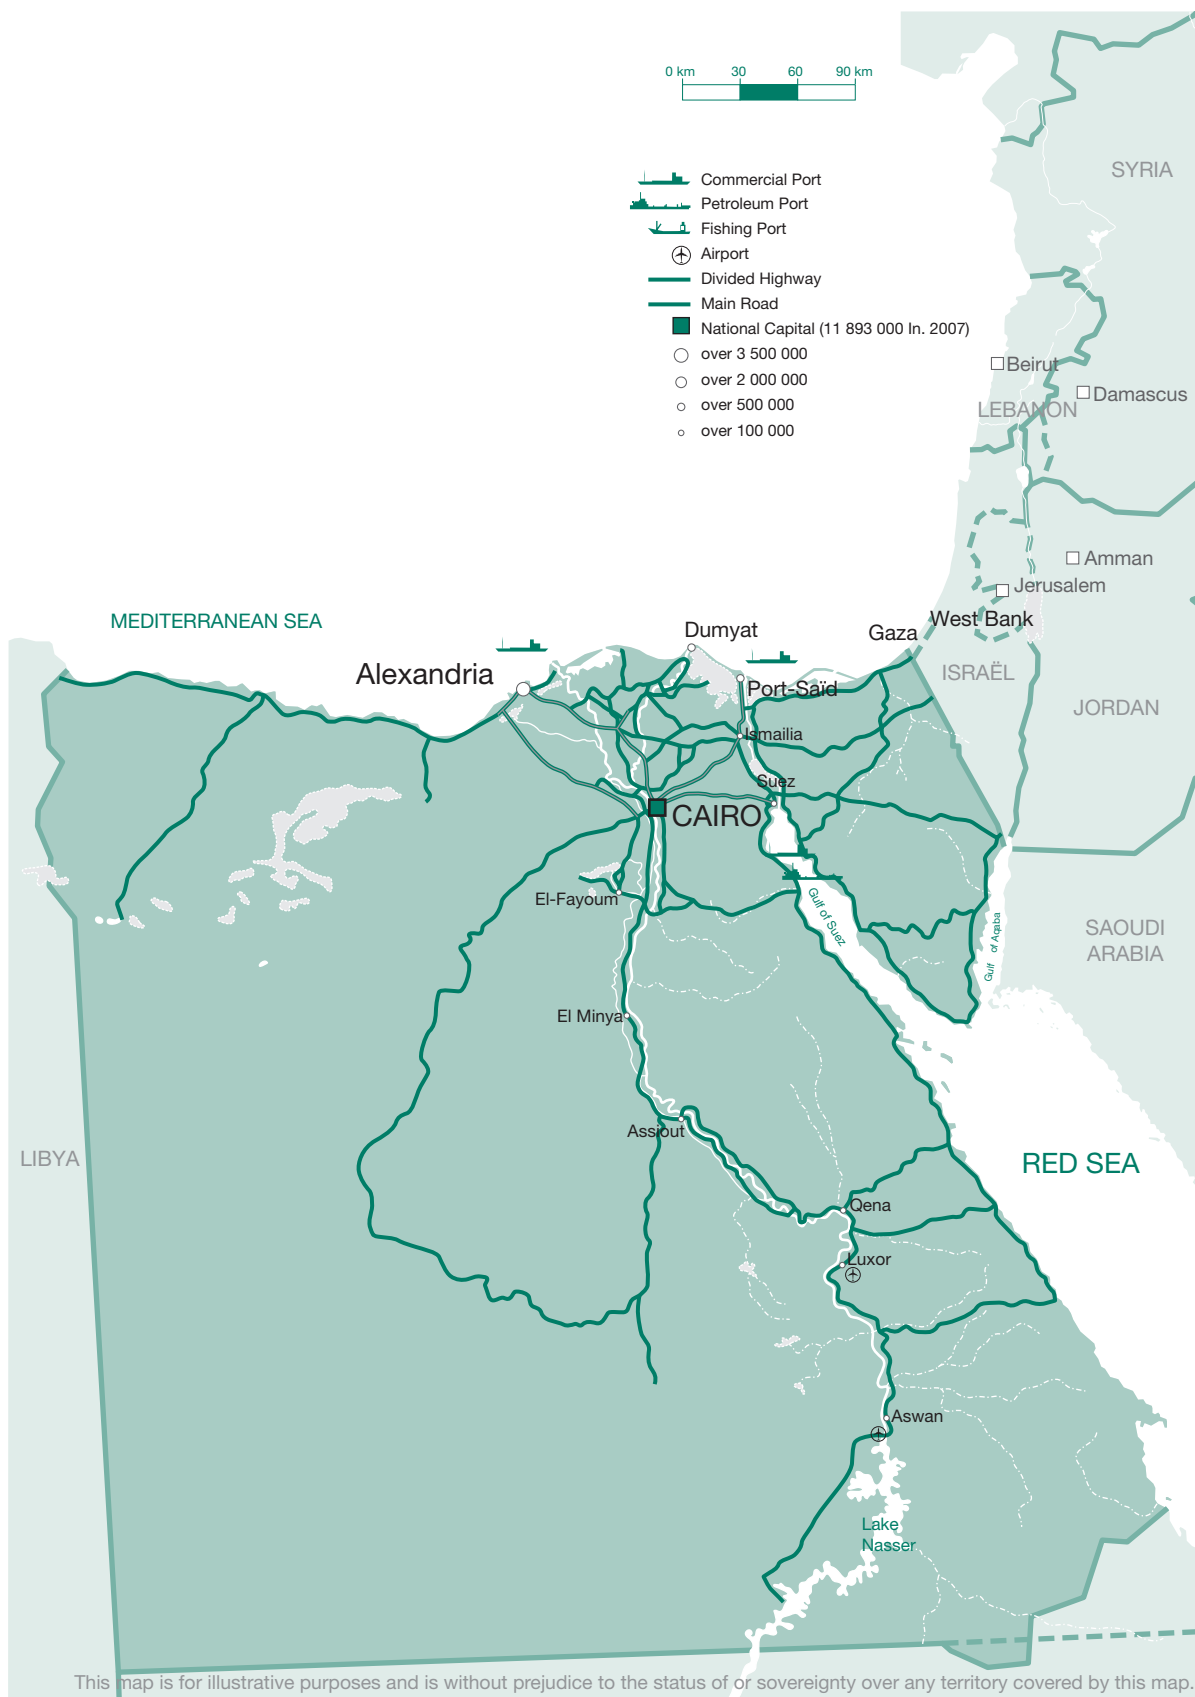 0 km 30 60 90 km
Commercial Port
Petroleum Port
Fishing Port
Airport
Divided Highway
Main Road
National Capital (11 893 000 In. 2007)
over 3 500 000
over 2 000 000
over 500 000
over 100 000
SYRIA
Beirut
Damascus
LEBANON
Amman
Jerusalem
West Bank
MEDITERRANEAN SEA
Dumyat
Gaza
ISRAËL
Alexandria
Port-Saïd
JORDAN
Ismailia
Suez
CAIRO
El-Fayoum
Gulf of Suez
Gulf of Aqaba
SAOUDI
ARABIA
El Minya
Assiout
LIBYA
RED SEA
Qena
Luxor
Aswan
Lake
Nasser
This map is for illustrative purposes and is without prejudice to the status of or sovereignty over any territory covered by this map.